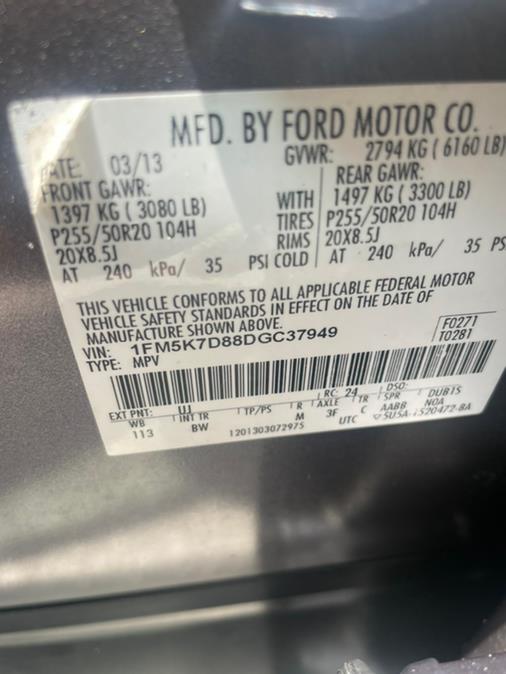 MFD. BY FORD MOTOR CO.
DATE: 03/13 GVWR: 2794 KG ( 6160 LB)
FRONT GAWR: REAR GAWR:
1397 KG ( 3080 LB) WITH 1497 KG ( 3300 LB)
P255/50R20 104H TIRES P255/50R20 104H
20X8.5J RIMS 20X8.5J
AT 240 kPa/ 35 PSI COLD AT 240 kPa/ 35 PS
THIS VEHICLE CONFORMS TO ALL APPLICABLE FEDERAL MOTOR
VEHICLE SAFETY STANDARDS IN EFFECT ON THE DATE OF
MANUFACTURE SHOWN ABOVE.
VIN: 1FM5K7D88DGC37949 F0271
TYPE: MPV T0281
EXT PNT: UJ RC: 24 DSO:
WB INT TR TP/PS R AXLE TR SPR DUB1S
113 BW M 3F C AABB NOA
1201303072975 UTC